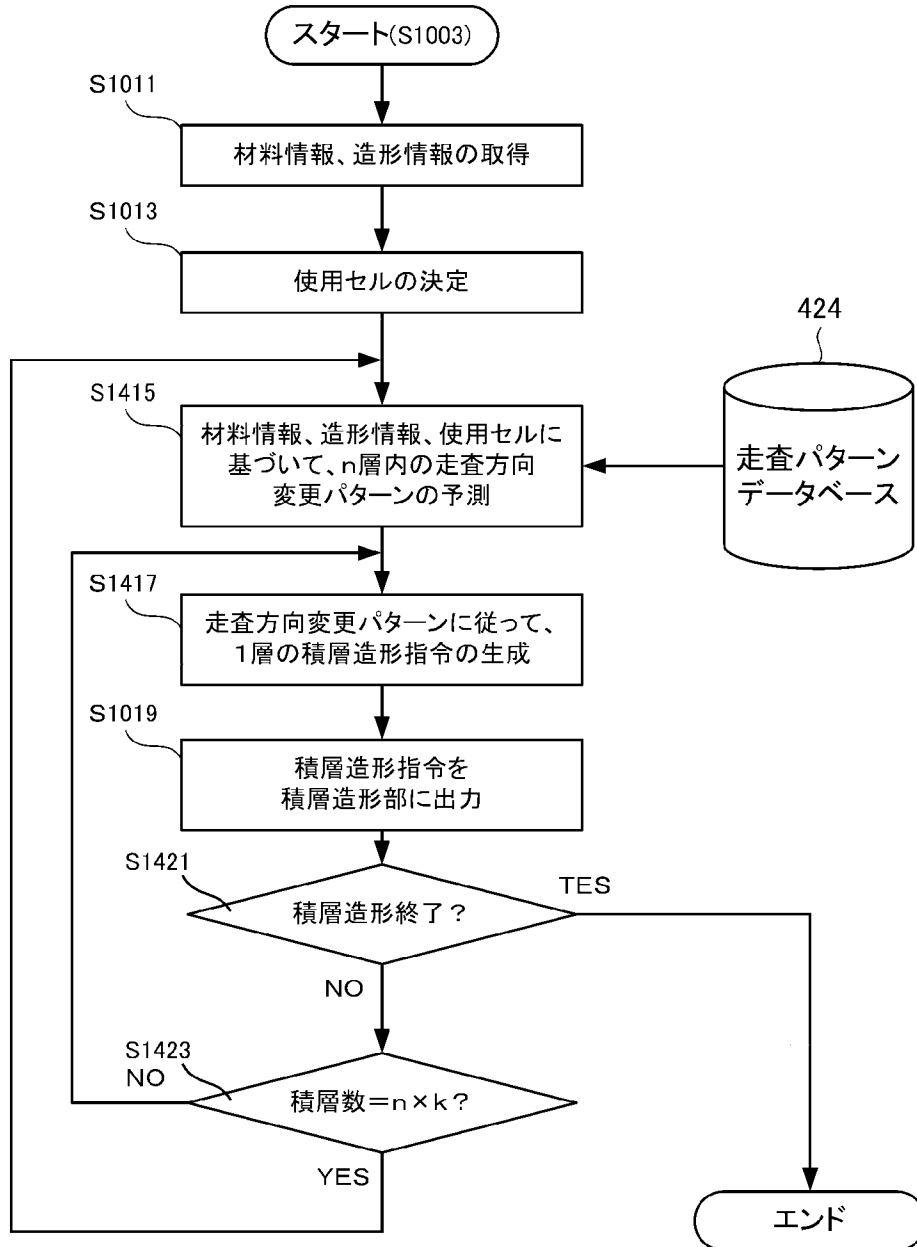 スタート(S1003)
S1011
材料情報、造形情報の取得
S1013
使用セルの決定
424
走査パターン
データベース
S1415
材料情報、造形情報、使用セルに
基づいて、n層内の走査方向
変更パターンの予測
S1417
走査方向変更パターンに従って、
1層の積層造形指令の生成
S1019
積層造形指令を
積層造形部に出力
S1421
TES
積層造形終了?
NO
S1423
NO
積層数=n×k?
YES
エンド